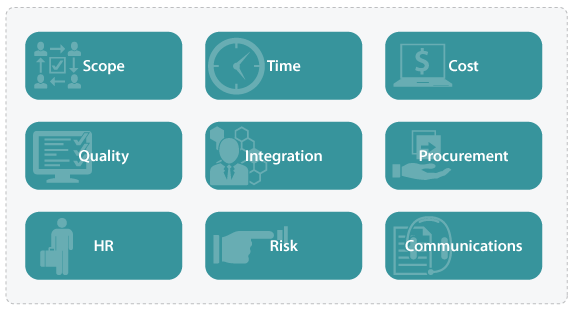 Scope
Time
Cost
Quality
Integration
Procurement
HR
Risk
Communications